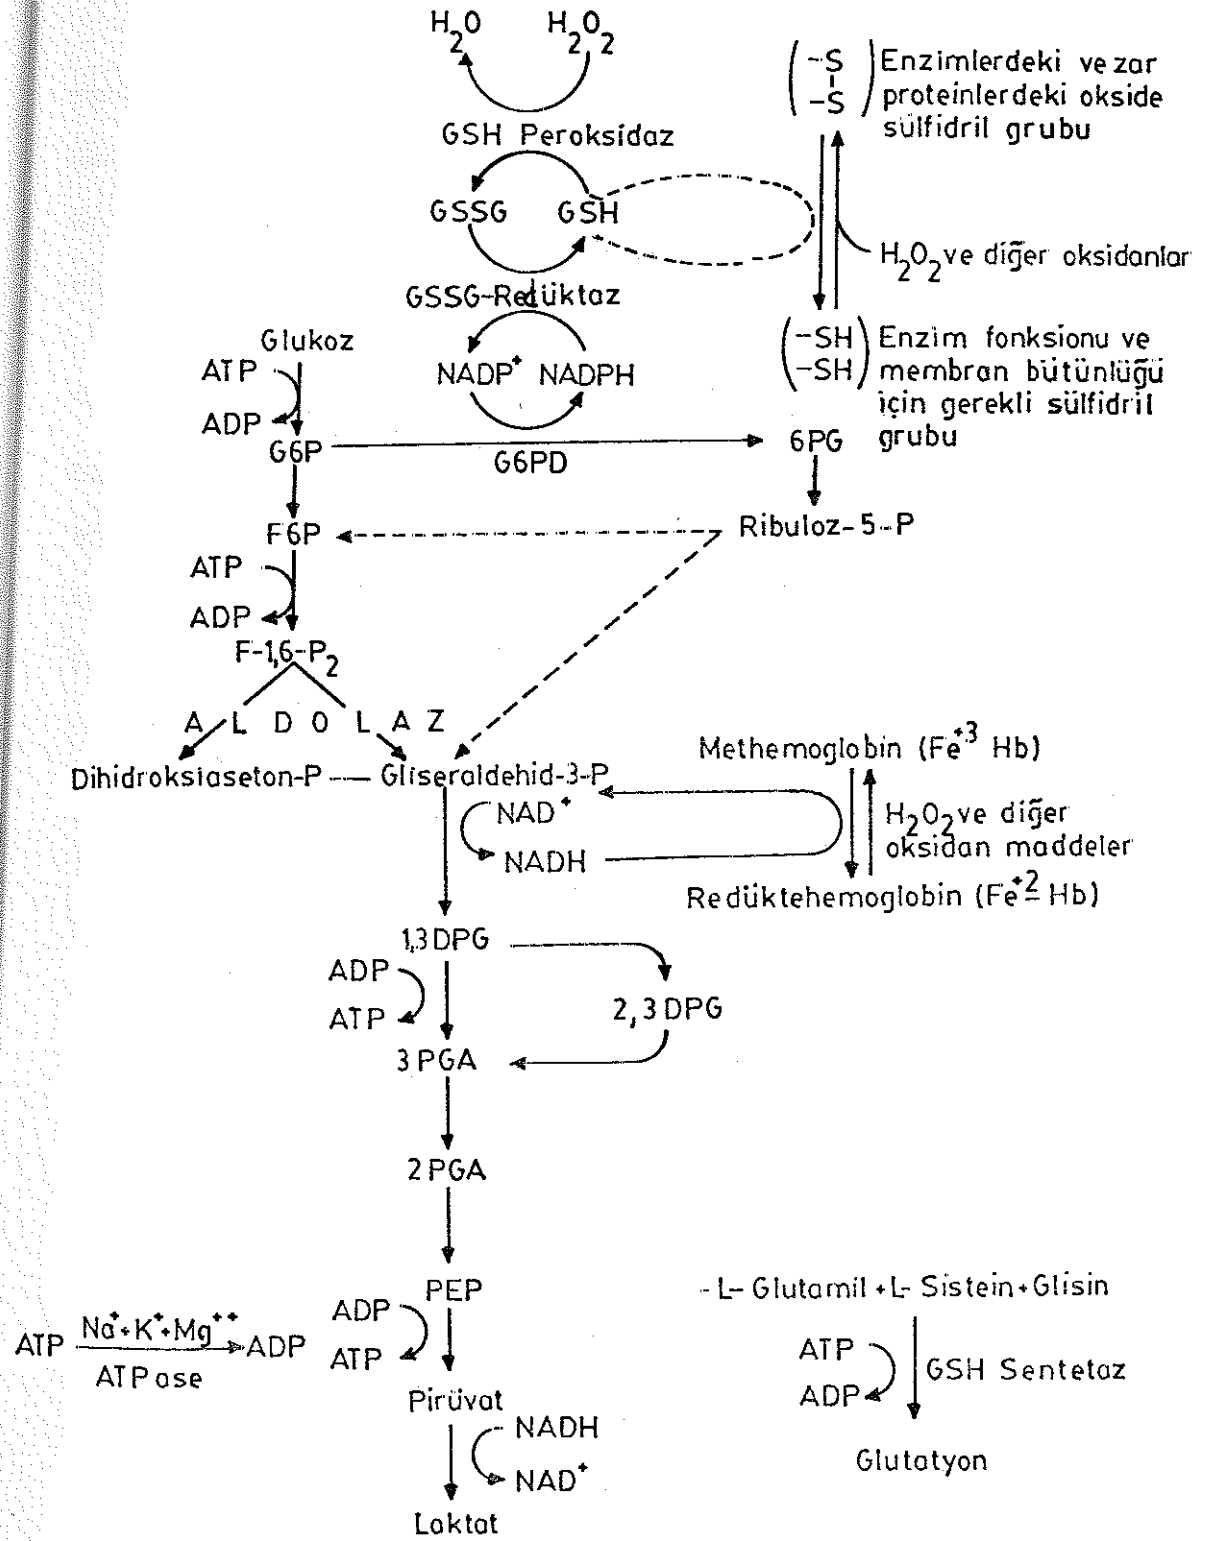 H2O H2O2
(-S -S) Enzimlerdeki ve zar
proteinlerdeki okside
sülfidril grubu
GSH Peroksidaz
GSSG GSH
H2O2 ve diğer oksidanlar
GSSG-Redüktaz
NADP+ NADPH
(-SH -SH) Enzim fonksionu ve
membran bütünlüğü
için gerekli sülfidril
grubu
Glukoz
ATP
ADP
G6P
G6PD
6PG
F6P
Ribuloz-5-P
ATP
ADP
F-1,6-P2
A L D O L A Z
Dihidroksiaseton-P — Gliseraldehid-3-P
NAD+
NADH
Methemoglobin (Fe+3 Hb)
H2O2 ve diğer
oksidan maddeler
Redüktehemoglobin (Fe+2 Hb)
1,3 DPG
ADP
ATP
2,3 DPG
3 PGA
2 PGA
PEP
ADP
ATP
ATP Na++K++Mg++ ADP
ATPase
Pirüvat
NADH
NAD+
Laktat
-L-Glutamil+L-Sistein+Glisin
ATP
ADP
GSH Sentetaz
Glutatyon